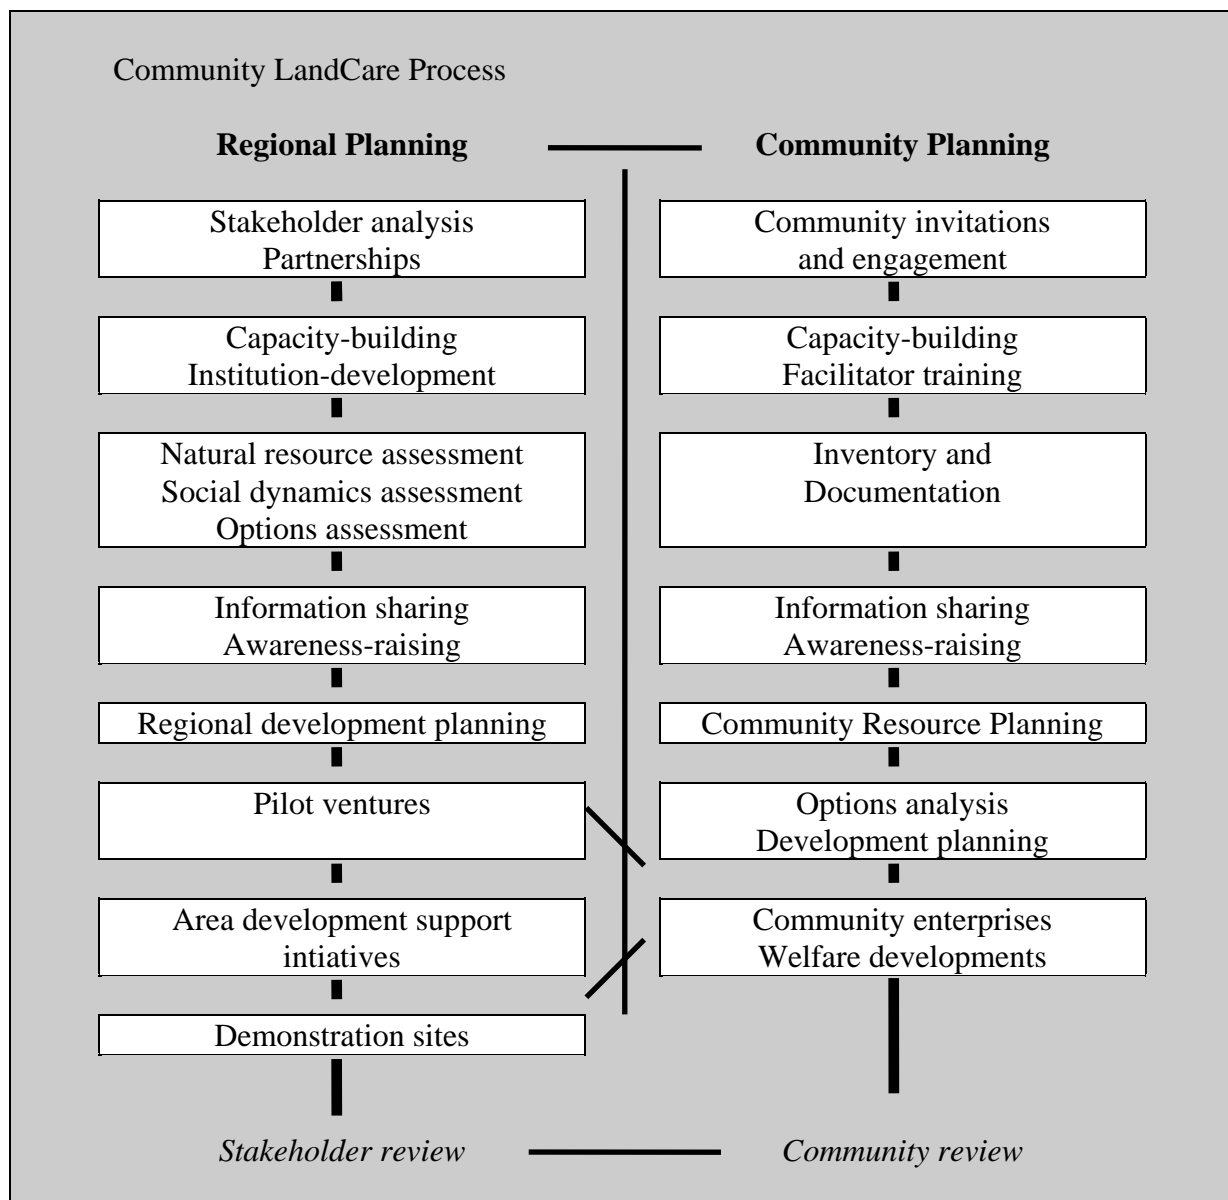 Community LandCare Process
Regional Planning
Community Planning
Stakeholder analysis
Partnerships
Community invitations
and engagement
Capacity-building
Institution-development
Capacity-building
Facilitator training
Natural resource assessment
Social dynamics assessment
Options assessment
Inventory and
Documentation
Information sharing
Awareness-raising
Information sharing
Awareness-raising
Regional development planning
Community Resource Planning
Pilot ventures
Options analysis
Development planning
Area development support
intiatives
Community enterprises
Welfare developments
Demonstration sites
Stakeholder review
Community review